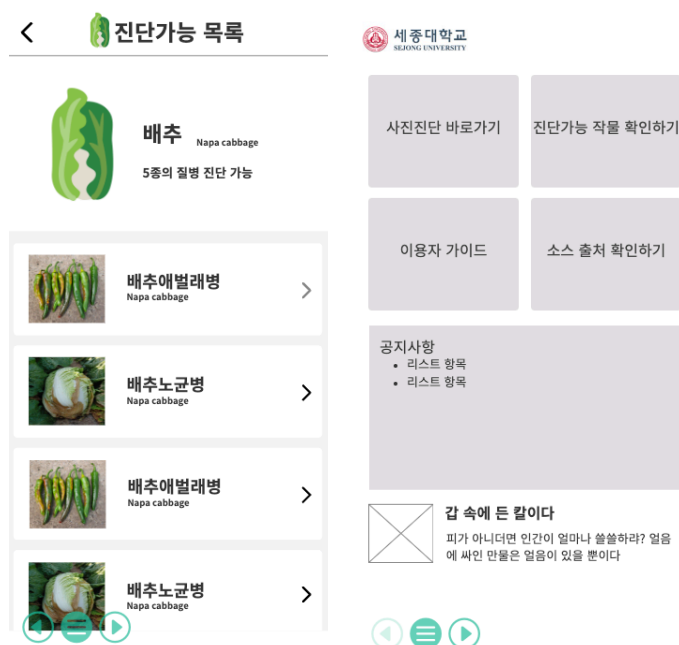 진단가능 목록
배추 Napa cabbage
5종의 질병 진단 가능
배추애벌래병
Napa cabbage
배추노균병
Napa cabbage
배추애벌래병
Napa cabbage
배추노균병
Napa cabbage
세종대학교
SEJONG UNIVERSITY
사진진단 바로가기
진단가능 작물 확인하기
이용자 가이드
소스 출처 확인하기
공지사항
• 리스트 항목
• 리스트 항목
갑 속에 든 칼이다
피가 아니더면 인간이 얼마나 쓸쓸하랴? 얼음
에 싸인 만물은 얼음이 있을 뿐이다